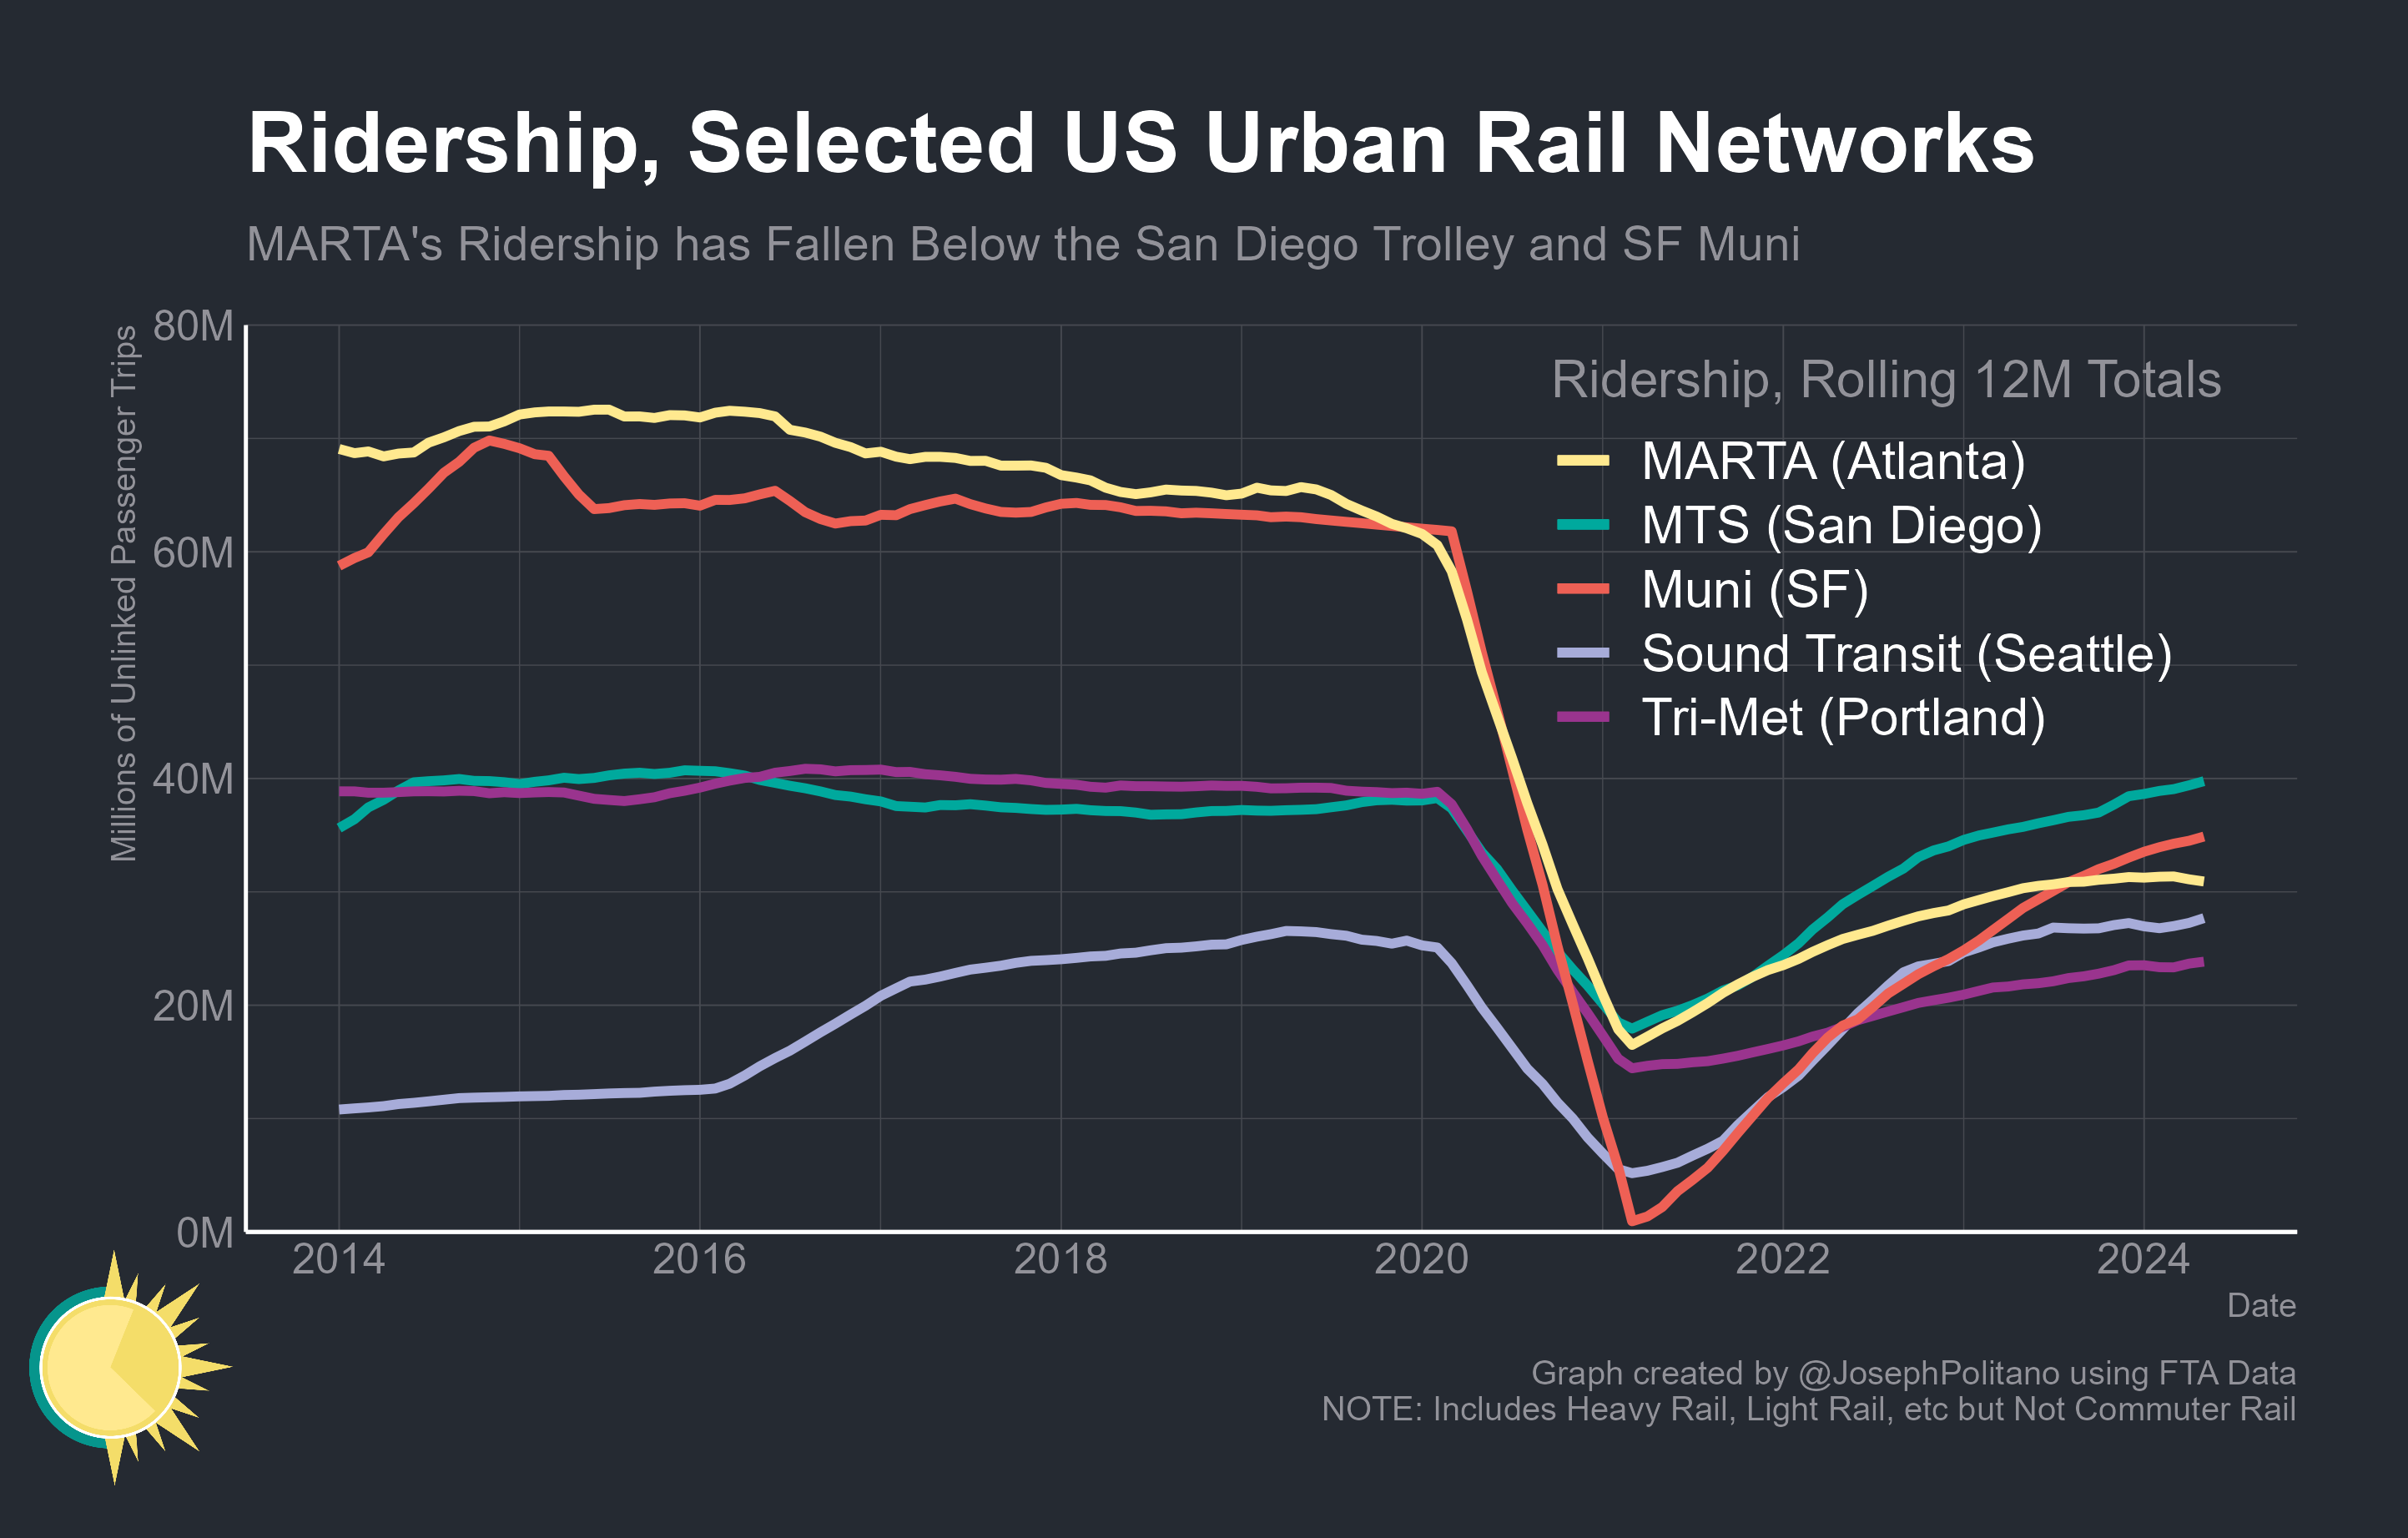 Ridership, Selected US Urban Rail Networks
MARTA's Ridership has Fallen Below the San Diego Trolley and SF Muni
Millions of Unlinked Passenger Trips
80M
60M
40M
20M
0M
Ridership, Rolling 12M Totals
MARTA (Atlanta)
MTS (San Diego)
Muni (SF)
Sound Transit (Seattle)
Tri-Met (Portland)
2014 2016 2018 2020 2022 2024
Date
Graph created by @JosephPolitano using FTA Data
NOTE: Includes Heavy Rail, Light Rail, etc but Not Commuter Rail